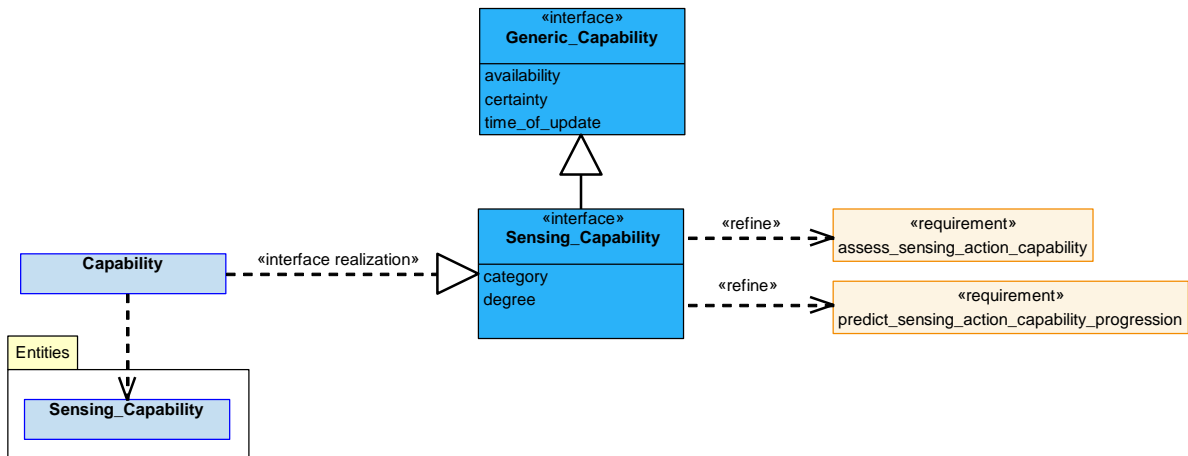 «interface»
Generic_Capability
availability
certainty
time_of_update
«interface»
Sensing_Capability
category
degree
«refine»
«requirement»
assess_sensing_action_capability
«refine»
«requirement»
predict_sensing_action_capability_progression
Capability
«interface realization»
Entities
Sensing_Capability